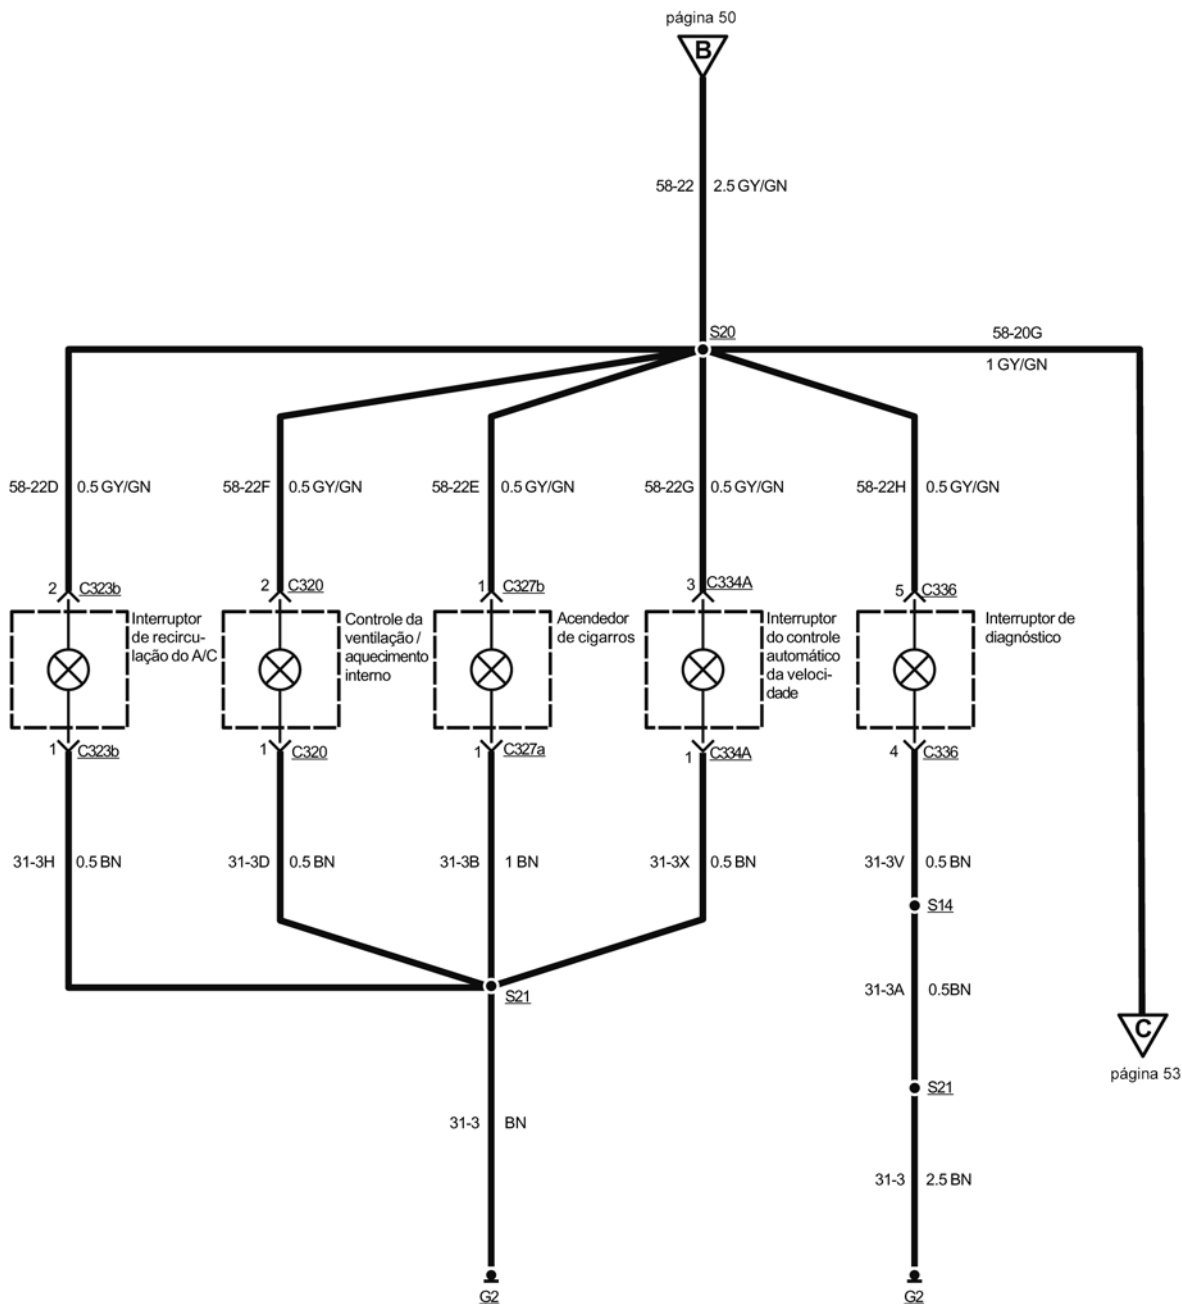 página 50
B
58-22 2.5 GY/GN
S20
58-20G
1 GY/GN
58-22D 0.5 GY/GN
58-22F 0.5 GY/GN
58-22E 0.5 GY/GN
58-22G 0.5 GY/GN
58-22H 0.5 GY/GN
2 C323b
2 C320
1 C327b
3 C334A
5 C336
Interruptor
de recircu-
lação do A/C
Controle da
ventilação /
aquecimento
interno
Acendedor
de cigarros
Interruptor
do controle
automático
da veloci-
dade
Interruptor de
diagnóstico
1 C323b
1 C320
1 C327a
1 C334A
4 C336
31-3H 0.5 BN
31-3D 0.5 BN
31-3B 1 BN
31-3X 0.5 BN
31-3V 0.5 BN
S14
S21
31-3A 0.5BN
C
página 53
S21
31-3 BN
31-3 2.5 BN
G2
G2